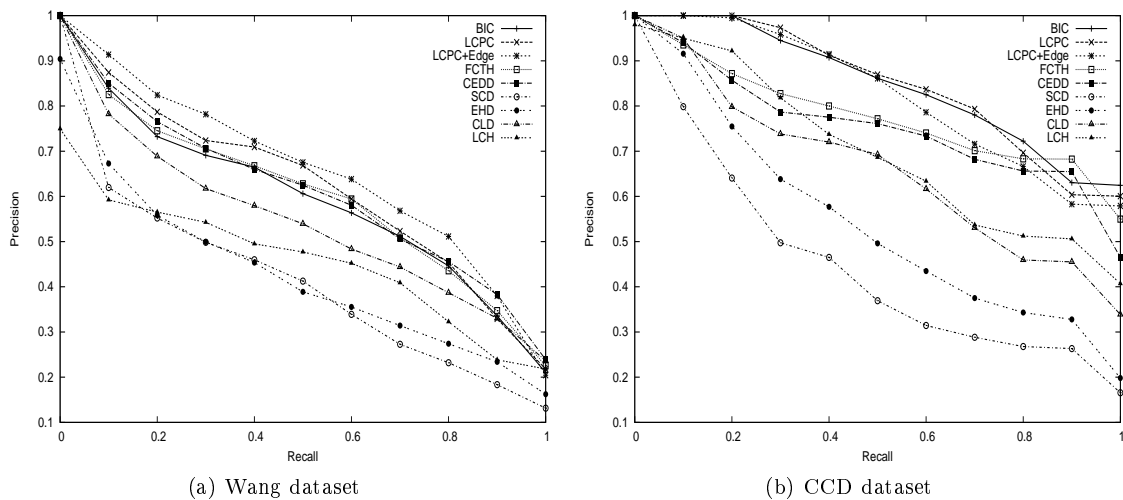 1
0.9
0.8
0.7
0.6
0.5
0.4
0.3
0.2
0.1
Precision
0 0.2 0.4 0.6 0.8 1
Recall
BIC
LCPC
LCPC+Edge
FCTH
CEDD
SCD
EHD
CLD
LCH
(a) Wang dataset
1
0.9
0.8
0.7
0.6
0.5
0.4
0.3
0.2
0.1
Precision
0 0.2 0.4 0.6 0.8 1
Recall
BIC
LCPC
LCPC+Edge
FCTH
CEDD
SCD
EHD
CLD
LCH
(b) CCD dataset